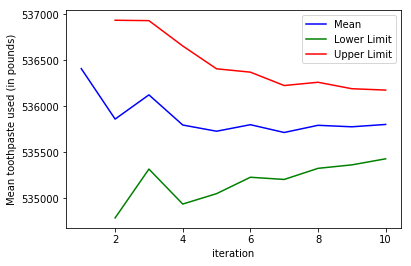 537000
536500
536000
535500
535000
Mean toothpaste used (in pounds)
Mean
Lower Limit
Upper Limit
2
4
6
8
10
iteration